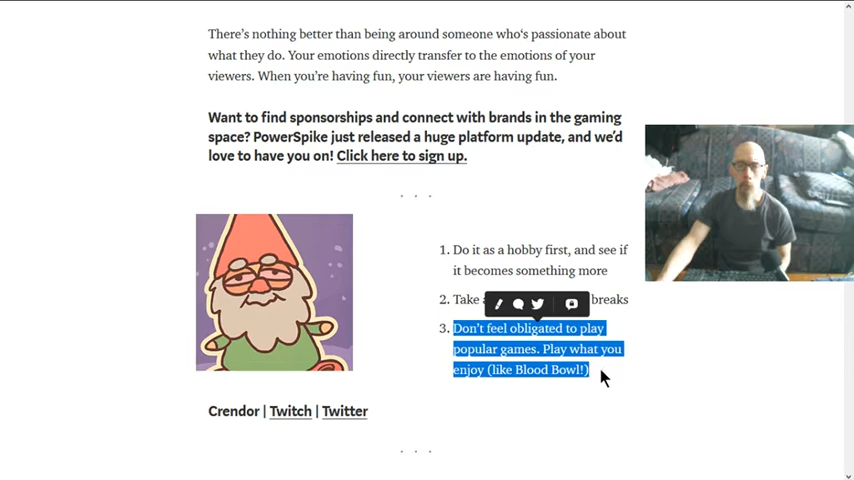 There's nothing better than being around someone who's passionate about
what they do. Your emotions directly transfer to the emotions of your
viewers. When you're having fun, your viewers are having fun.
Want to find sponsorships and connect with brands in the gaming
space? PowerSpike just released a huge platform update, and we'd
love to have you on! Click here to sign up.
. . .
1. Do it as a hobby first, and see if
it becomes something more
2. Take breaks
3. Don't feel obligated to play
popular games. Play what you
enjoy (like Blood Bowl!)
Crendor | Twitch | Twitter
. . .